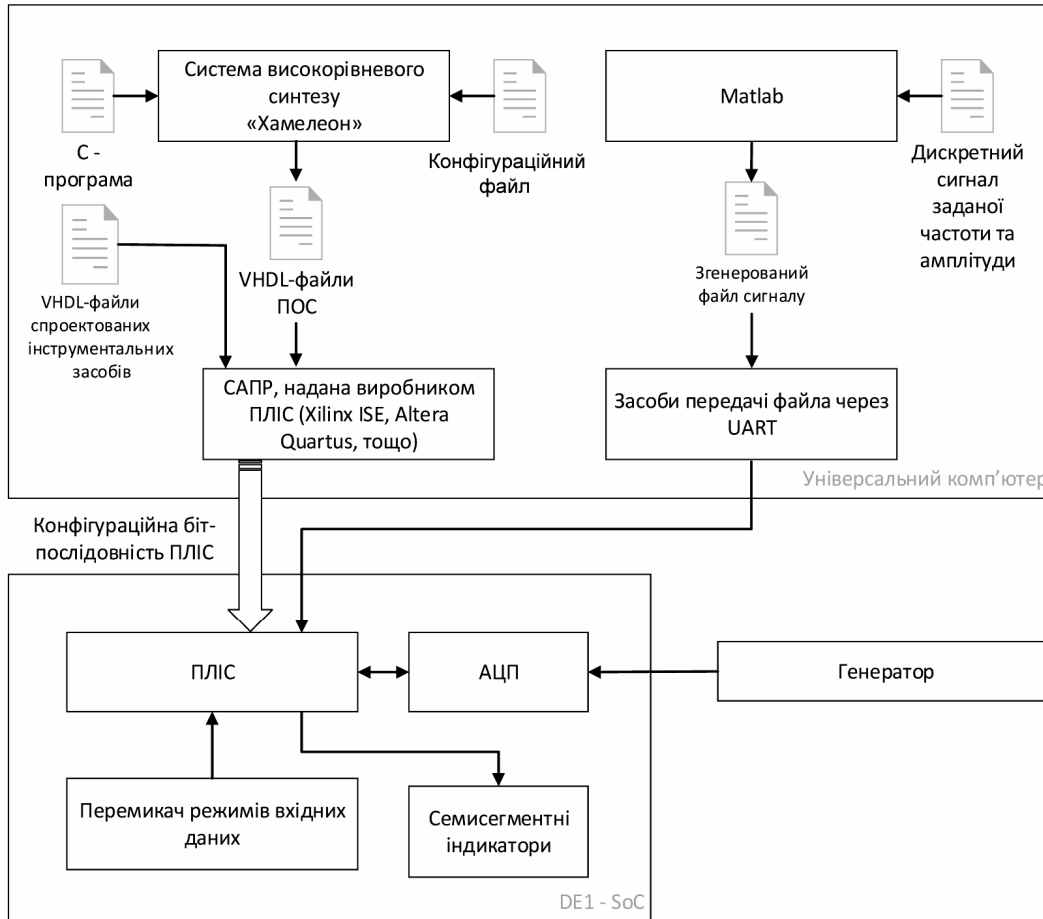 Система високорівневого
синтезу
«Хамелеон»
Matlab
С -
програма
Конфігураційний
файл
Дискретний
сигнал
заданої
частоти та
амплітуди
VHDL-файли
ПОС
Згенерований
файл сигналу
VHDL-файли
спроектованих
інструментальних
засобів
САПР, надана виробником
ПЛІС (Xilinx ISE, Altera
Quartus, тощо)
Засоби передачі файла через
UART
Універсальний комп’ютер
Конфігураційна біт-
послідовність ПЛІС
ПЛІС
АЦП
Генератор
Перемикач режимів вхідних
даних
Семисегментні
індикатори
DE1 - SoC